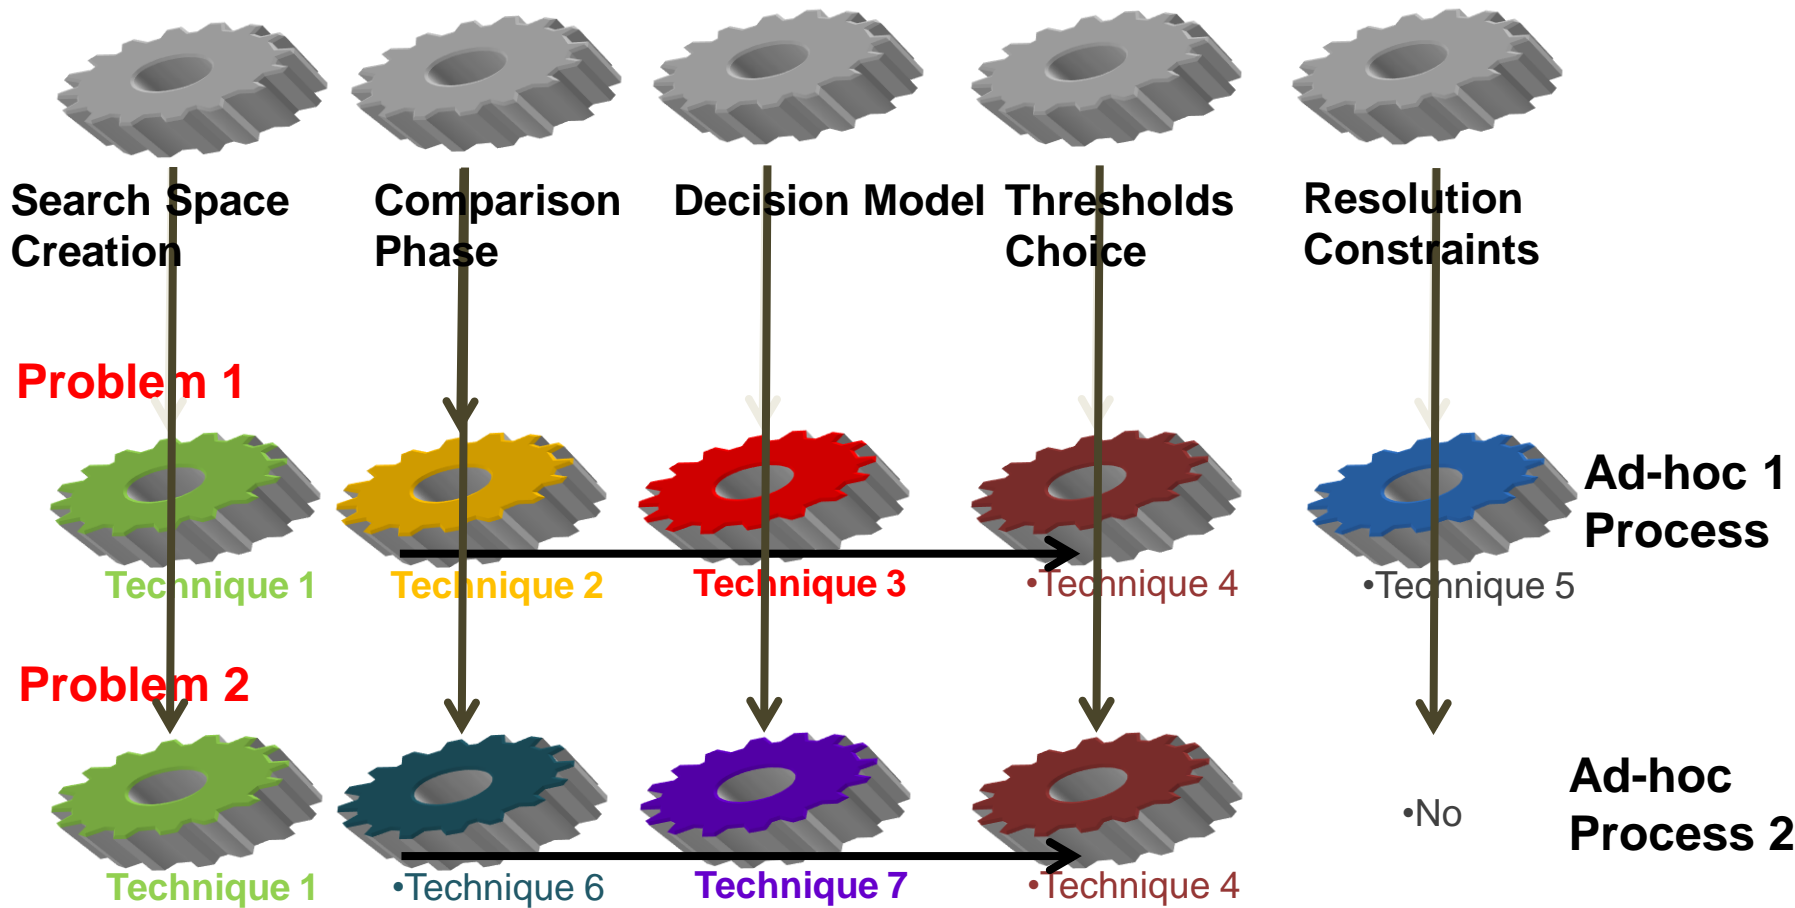 Search Space
Creation
Comparison
Phase
Decision Model
Thresholds
Choice
Resolution
Constraints
Problem 1
Technique 1
Technique 2
Technique 3
•Technique 4
•Technique 5
Ad-hoc 1
Process
Problem 2
Technique 1
•Technique 6
Technique 7
•Technique 4
•No
Ad-hoc
Process 2